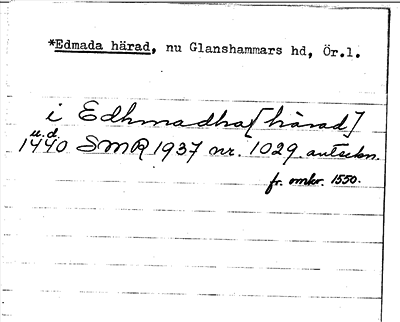 *Edmada härad, nu Glanshammars hd, Ör.l.
i Edhmadha [härad]
u.d.
1440 SMR 1937 nr. 1029. anteckn.
fr. omkr. 1550.